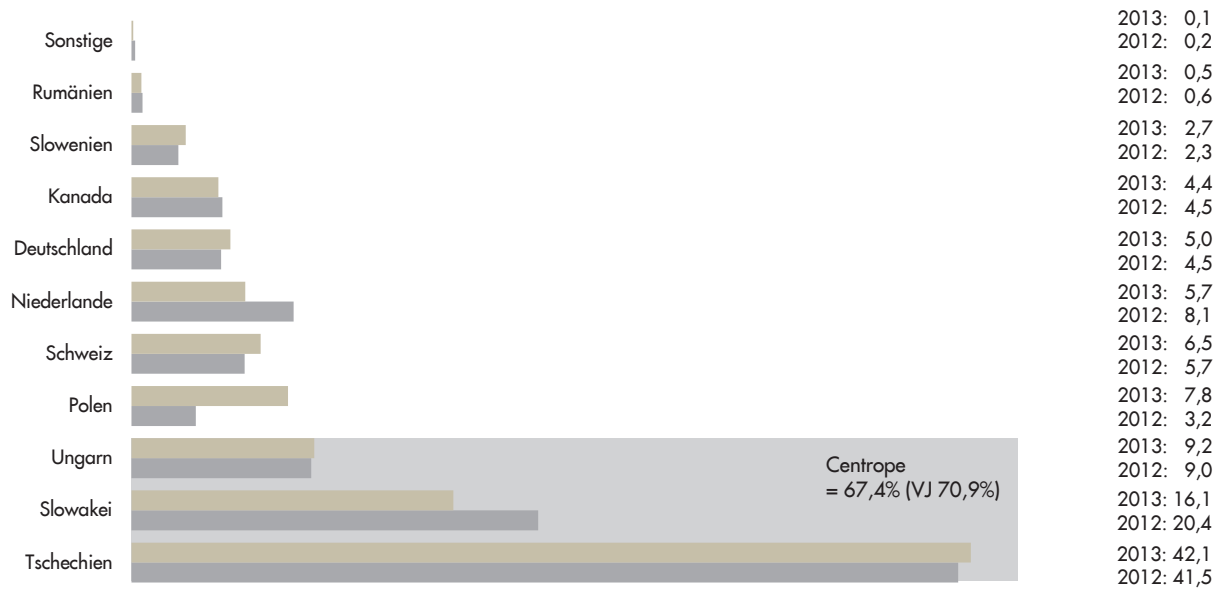 Sonstige
2013: 0,1
2012: 0,2
Rumänien
2013: 0,5
2012: 0,6
Slowenien
2013: 2,7
2012: 2,3
Kanada
2013: 4,4
2012: 4,5
Deutschland
2013: 5,0
2012: 4,5
Niederlande
2013: 5,7
2012: 8,1
Schweiz
2013: 6,5
2012: 5,7
Polen
2013: 7,8
2012: 3,2
Ungarn
Centrope
= 67,4% (VJ 70,9%)
2013: 9,2
2012: 9,0
Slowakei
2013: 16,1
2012: 20,4
Tschechien
2013: 42,1
2012: 41,5